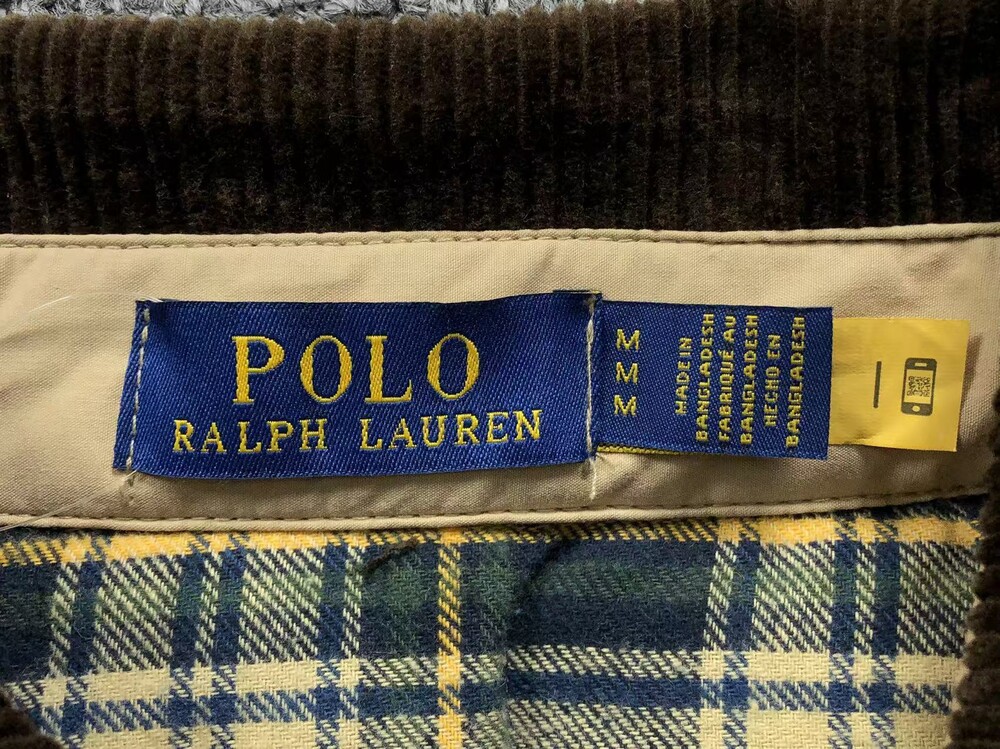 POLO
RALPH LAUREN
M
M
M
MADE IN
BANGLADESH
FABRIQUÉ AU
BANGLADESH
HECHO EN
BANGLADESH